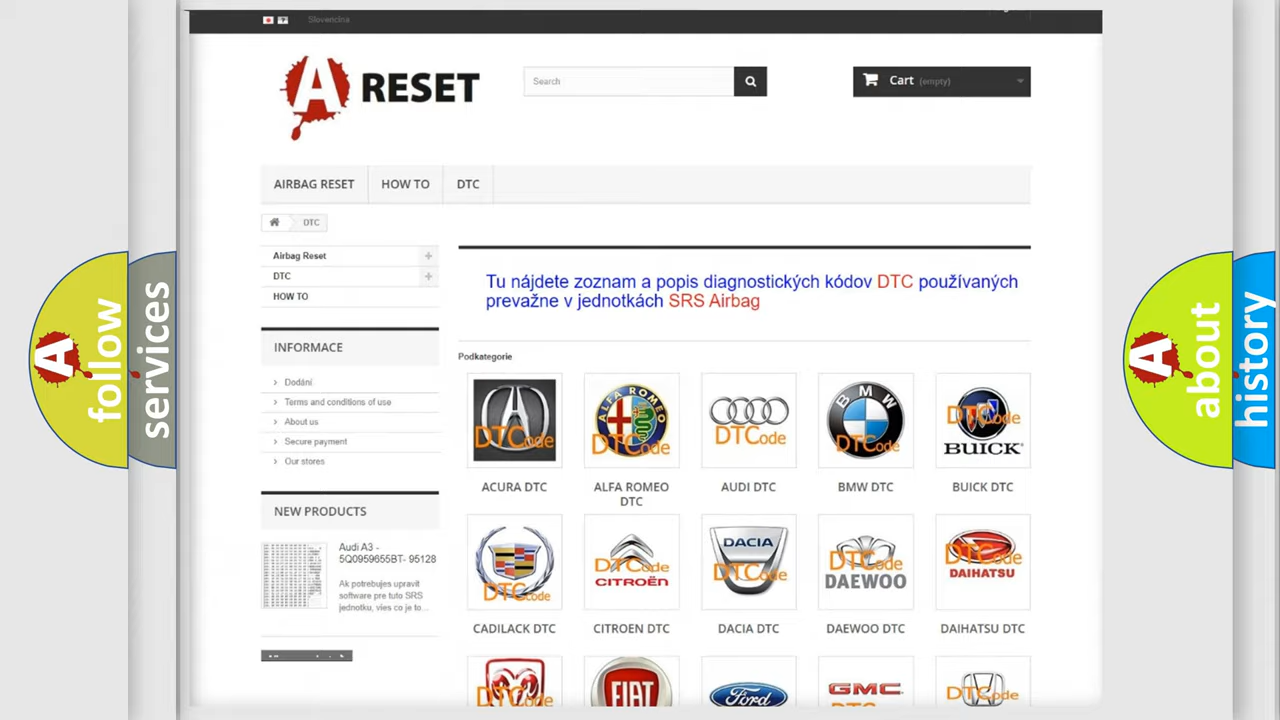 Slovencina
A RESET
Search
Cart (empty)
AIRBAG RESET
HOW TO
DTC
DTC
Airbag Reset
DTC
HOW TO
INFORMACE
Dodání
Terms and conditions of use
About us
Secure payment
Our stores
NEW PRODUCTS
Audi A3 -
5Q0959655BT- 95128
Ak potrebujes upravit
software pre tuto SRS
jednotku, vies co je to...
Tu nájdete zoznam a popis diagnostických kódov DTC používaných
prevažne v jednotkách SRS Airbag
Podkategorie
DTCode
ALFA ROMEO
DTCode
DTCode
BMW
DTCode
DTCode
BUICK
ACURA DTC
ALFA ROMEO
DTC
AUDI DTC
BMW DTC
BUICK DTC
DTCode
DTCode
CITROËN
DACIA
DTCode
DTCode
DAEWOO
DTCode
DAIHATSU
CADILACK DTC
CITROEN DTC
DACIA DTC
DAEWOO DTC
DAIHATSU DTC
DTCode
FIAT
Ford
GMC
DTCode
A follow
services
A about
history